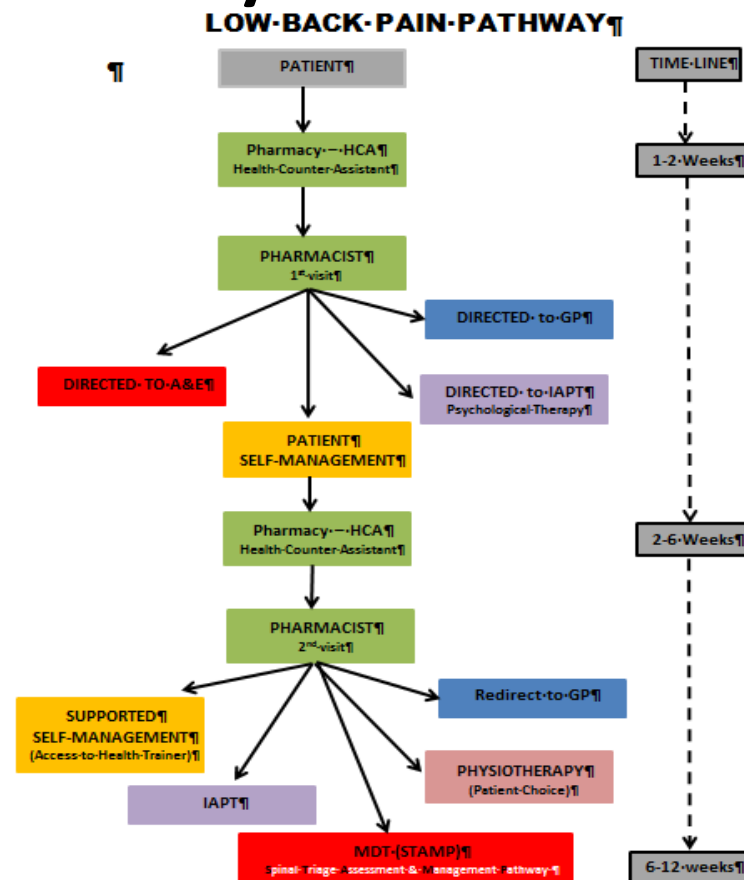 LOW·BACK·PAIN·PATHWAY¶
¶
PATIENT¶
TIME·LINE¶
Pharmacy·–·HCA¶
Health·Counter·Assistant¶
1-2·Weeks¶
PHARMACIST¶
1st·visit¶
DIRECTED· to·GP¶
DIRECTED· TO·A&E¶
DIRECTED· to·IAPT¶
Psychological·Therapy¶
PATIENT¶
SELF-MANAGEMENT¶
Pharmacy·–·HCA¶
Health·Counter·Assistant¶
2-6·Weeks¶
PHARMACIST¶
2nd·visit¶
Redirect·to·GP¶
SUPPORTED¶
SELF-MANAGEMENT¶
(Access·to·Health·Trainer)¶
PHYSIOTHERAPY¶
(Patient·Choice)¶
IAPT¶
MDT·(STAMP)¶
Spinal·Triage·Assessment·&·Management·Pathway·¶
6-12·weeks¶